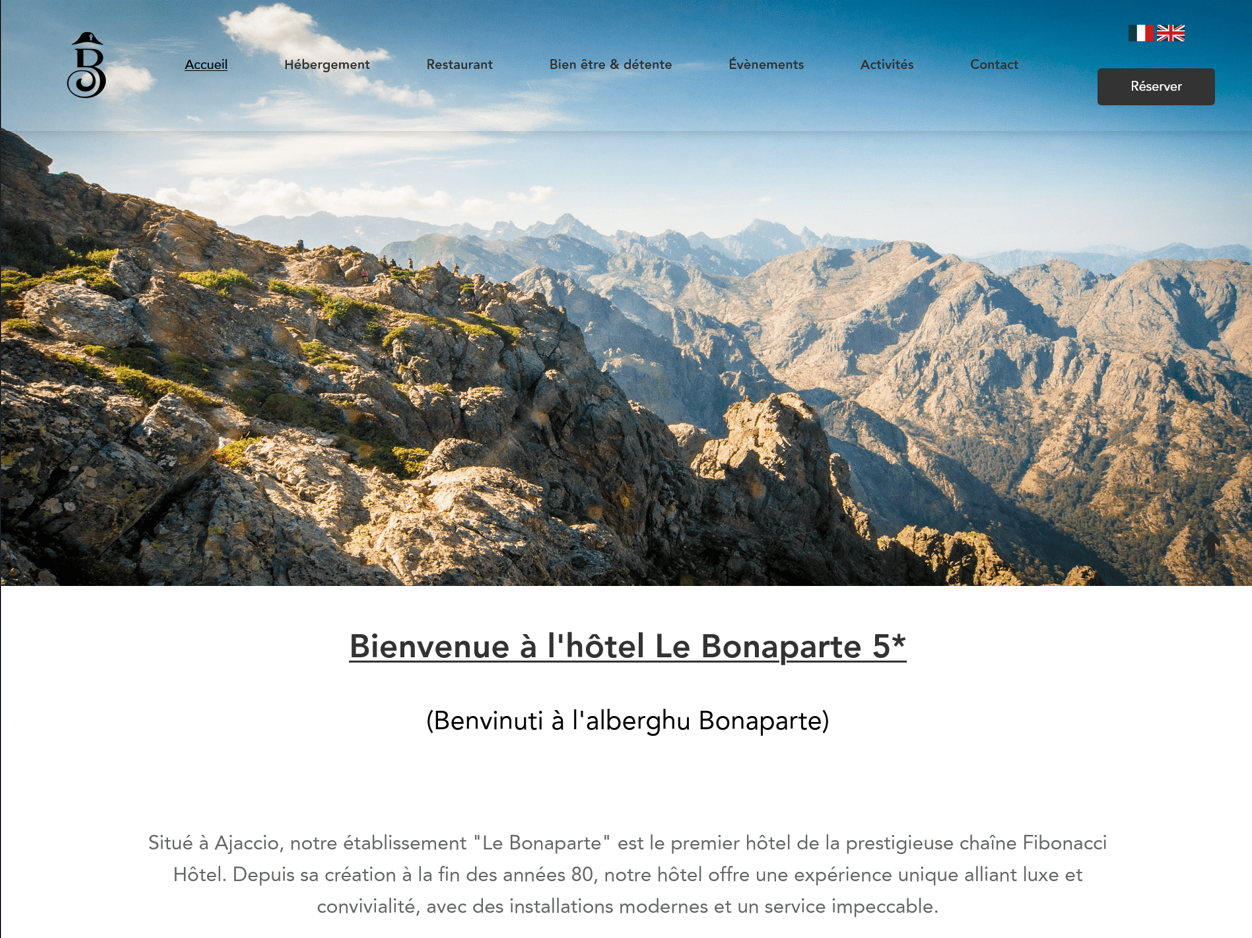 B
Accueil
Hébergement
Restaurant
Bien être & détente
Évènements
Activités
Contact
Réserver
Bienvenue à l'hôtel Le Bonaparte 5*
(Benvinuti à l'alberghu Bonaparte)
Situé à Ajaccio, notre établissement "Le Bonaparte" est le premier hôtel de la prestigieuse chaîne Fibonacci
Hôtel. Depuis sa création à la fin des années 80, notre hôtel offre une expérience unique alliant luxe et
convivialité, avec des installations modernes et un service impeccable.